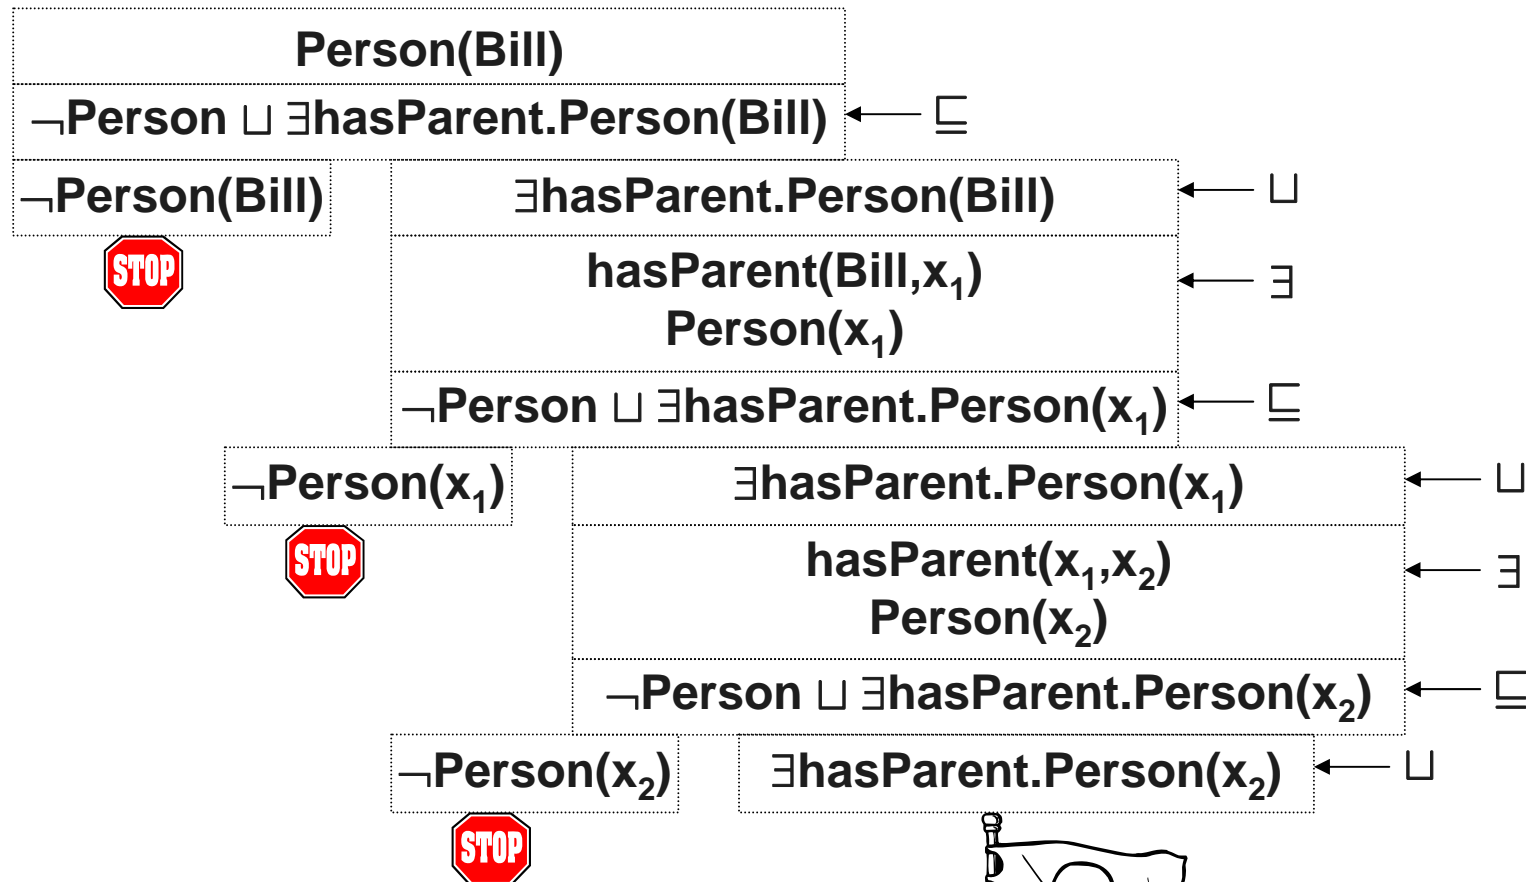 Person(Bill)
¬Person ⊔ ∃hasParent.Person(Bill)
⊑
¬Person(Bill)
∃hasParent.Person(Bill)
⊔
STOP
hasParent(Bill,x₁)
Person(x₁)
∃
¬Person ⊔ ∃hasParent.Person(x₁)
⊑
¬Person(x₁)
∃hasParent.Person(x₁)
⊔
STOP
hasParent(x₁,x₂)
Person(x₂)
∃
¬Person ⊔ ∃hasParent.Person(x₂)
⊑
¬Person(x₂)
∃hasParent.Person(x₂)
⊔
STOP